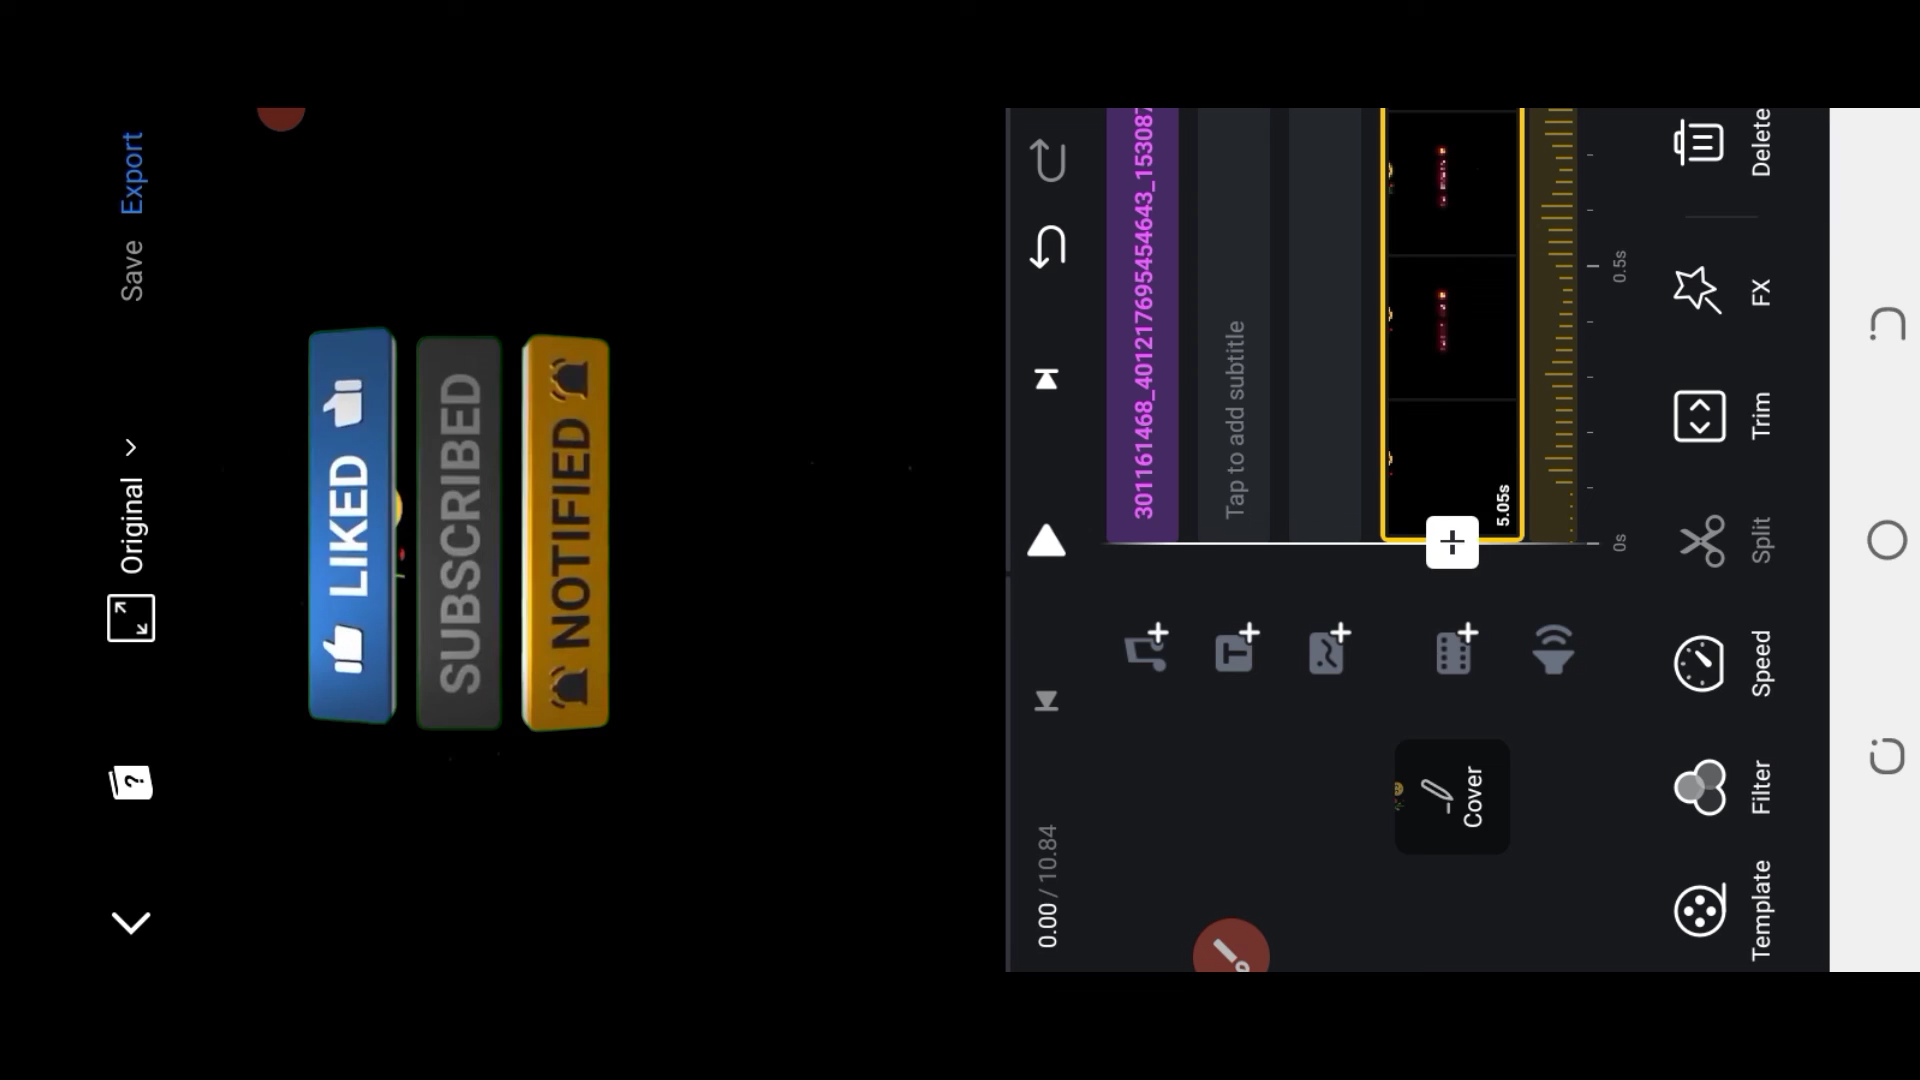 Original
Save
Export
LIKED
SUBSCRIBED
NOTIFIED
0.00 / 10.84
301161468_401217695454643_153087
Tap to add subtitle
Cover
5.05s
0s
0.5s
Template
Filter
Speed
Split
Trim
FX
Delete